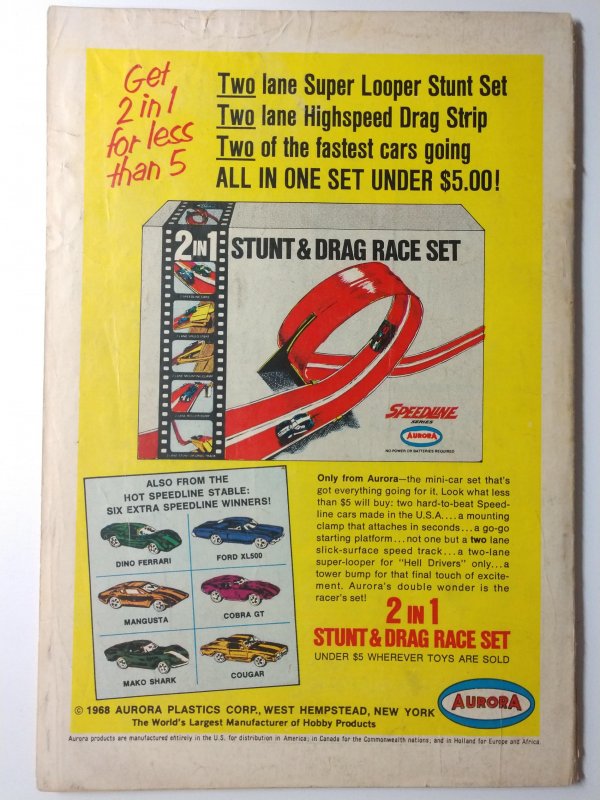 Get
2 in 1
for less
than 5
Two lane Super Looper Stunt Set
Two lane Highspeed Drag Strip
Two of the fastest cars going
ALL IN ONE SET UNDER $5.00!
2 IN 1
STUNT & DRAG RACE SET
SPEEDLINE
SERIES
AURORA
NO POWER OR BATTERIES REQUIRED
ALSO FROM THE
HOT SPEEDLINE STABLE:
SIX EXTRA SPEEDLINE WINNERS!
DINO FERRARI
FORD XL500
MANGUSTA
COBRA GT
MAKO SHARK
COUGAR
Only from Aurora—the mini-car set that's
got everything going for it. Look what less
than $5 will buy: two hard-to-beat Speed-
line cars made in the U.S.A. . . . a mounting
clamp that attaches in seconds . . . a go-go
starting platform . . . not one but a two lane
slick-surface speed track . . . a two-lane
super-looper for "Hell Drivers" only . . . a
tower bump for that final touch of excite-
ment. Aurora's double wonder is the
racer's set!
2 IN 1
STUNT & DRAG RACE SET
UNDER $5 WHEREVER TOYS ARE SOLD
© 1968 AURORA PLASTICS CORP., WEST HEMPSTEAD, NEW YORK
The World's Largest Manufacturer of Hobby Products
AURORA
Aurora products are manufactured entirely in the U.S. for distribution in America; in Canada for the Commonwealth nations; and in Holland for Europe and Africa.